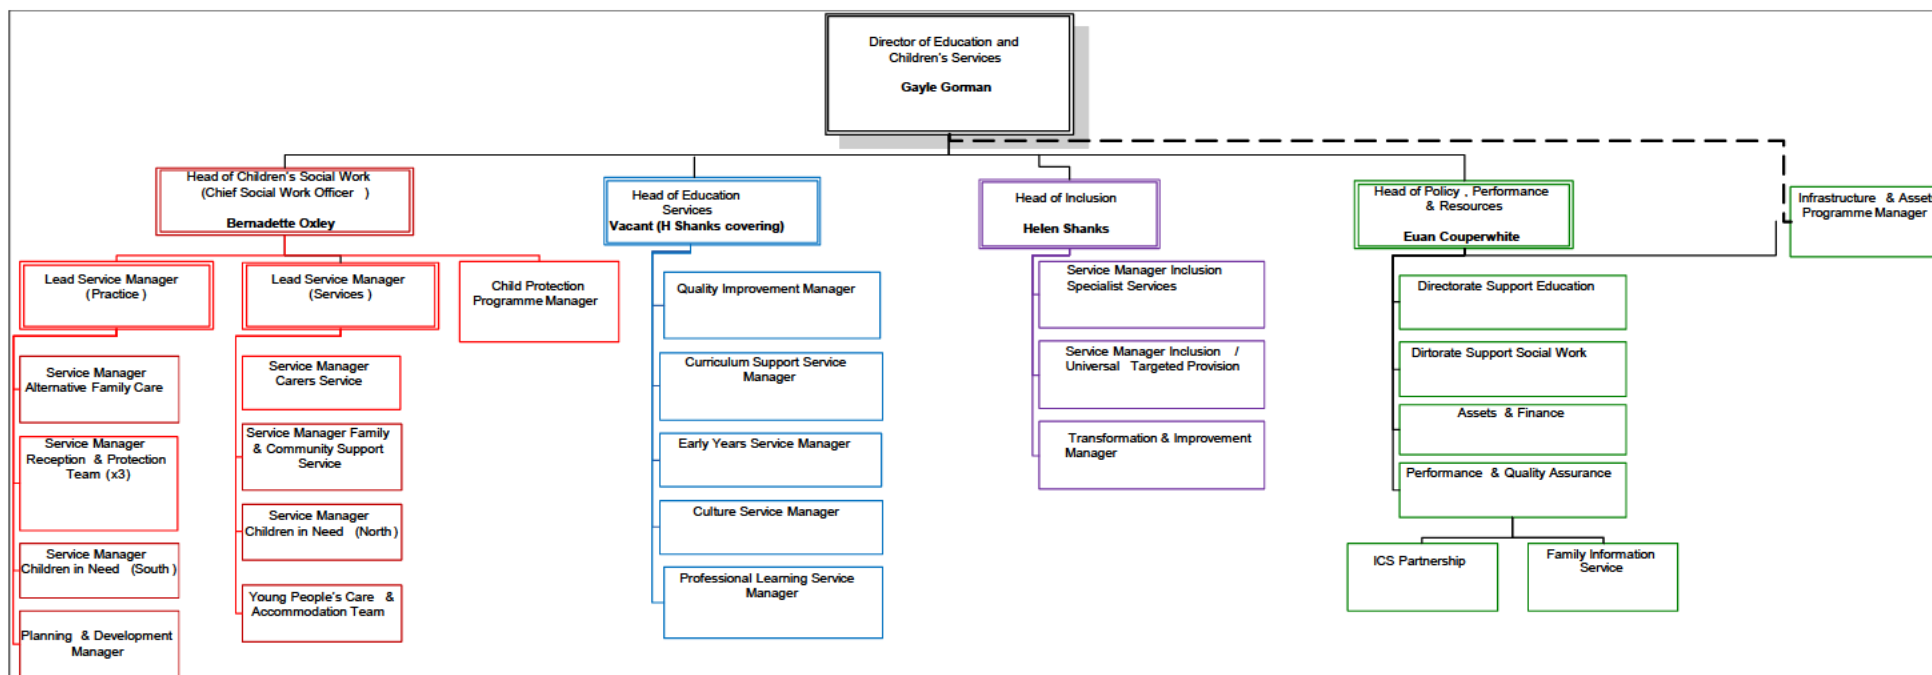 Director of Education and
Children's Services
Gayle Gorman
Head of Children's Social Work
(Chief Social Work Officer )
Bernadette Oxley
Head of Education
Services
Vacant (H Shanks covering)
Head of Inclusion
Helen Shanks
Head of Policy , Performance
& Resources
Euan Couperwhite
Infrastructure & Assets
Programme Manager
Lead Service Manager
(Practice )
Lead Service Manager
(Services )
Child Protection
Programme Manager
Service Manager
Alternative Family Care
Service Manager
Reception & Protection
Team (x3)
Service Manager
Children in Need (South )
Planning & Development
Manager
Service Manager
Carers Service
Service Manager Family
& Community Support
Service
Service Manager
Children in Need (North )
Young People's Care &
Accommodation Team
Quality Improvement Manager
Curriculum Support Service
Manager
Early Years Service Manager
Culture Service Manager
Professional Learning Service
Manager
Service Manager Inclusion
Specialist Services
Service Manager Inclusion /
Universal Targeted Provision
Transformation & Improvement
Manager
Directorate Support Education
Dirtorate Support Social Work
Assets & Finance
Performance & Quality Assurance
ICS Partnership
Family Information
Service